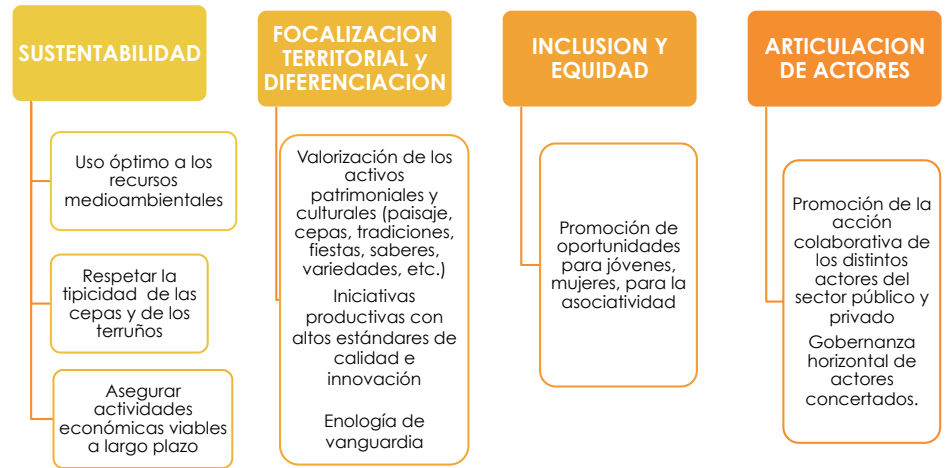 SUSTENTABILIDAD
Uso óptimo a los
recursos
medioambientales
Respetar la
tipicidad de las
cepas y de los
terruños
Asegurar
actividades
económicas viables
a largo plazo
FOCALIZACION
TERRITORIAL y
DIFERENCIACIÓN
Valorización de los
activos
patrimoniales y
culturales (paisaje,
cepas, tradiciones,
fiestas, saberes,
variedades, etc.)
Iniciativas
productivas con
altos estándares de
calidad e
innovación
Enología de
vanguardia
INCLUSION Y
EQUIDAD
Promoción de
oportunidades
para jóvenes,
mujeres, para la
asociatividad
ARTICULACION
DE ACTORES
Promoción de la
acción
colaborativa de
los distintos
actores del
sector público y
privado
Gobernanza
horizontal de
actores
concertados.